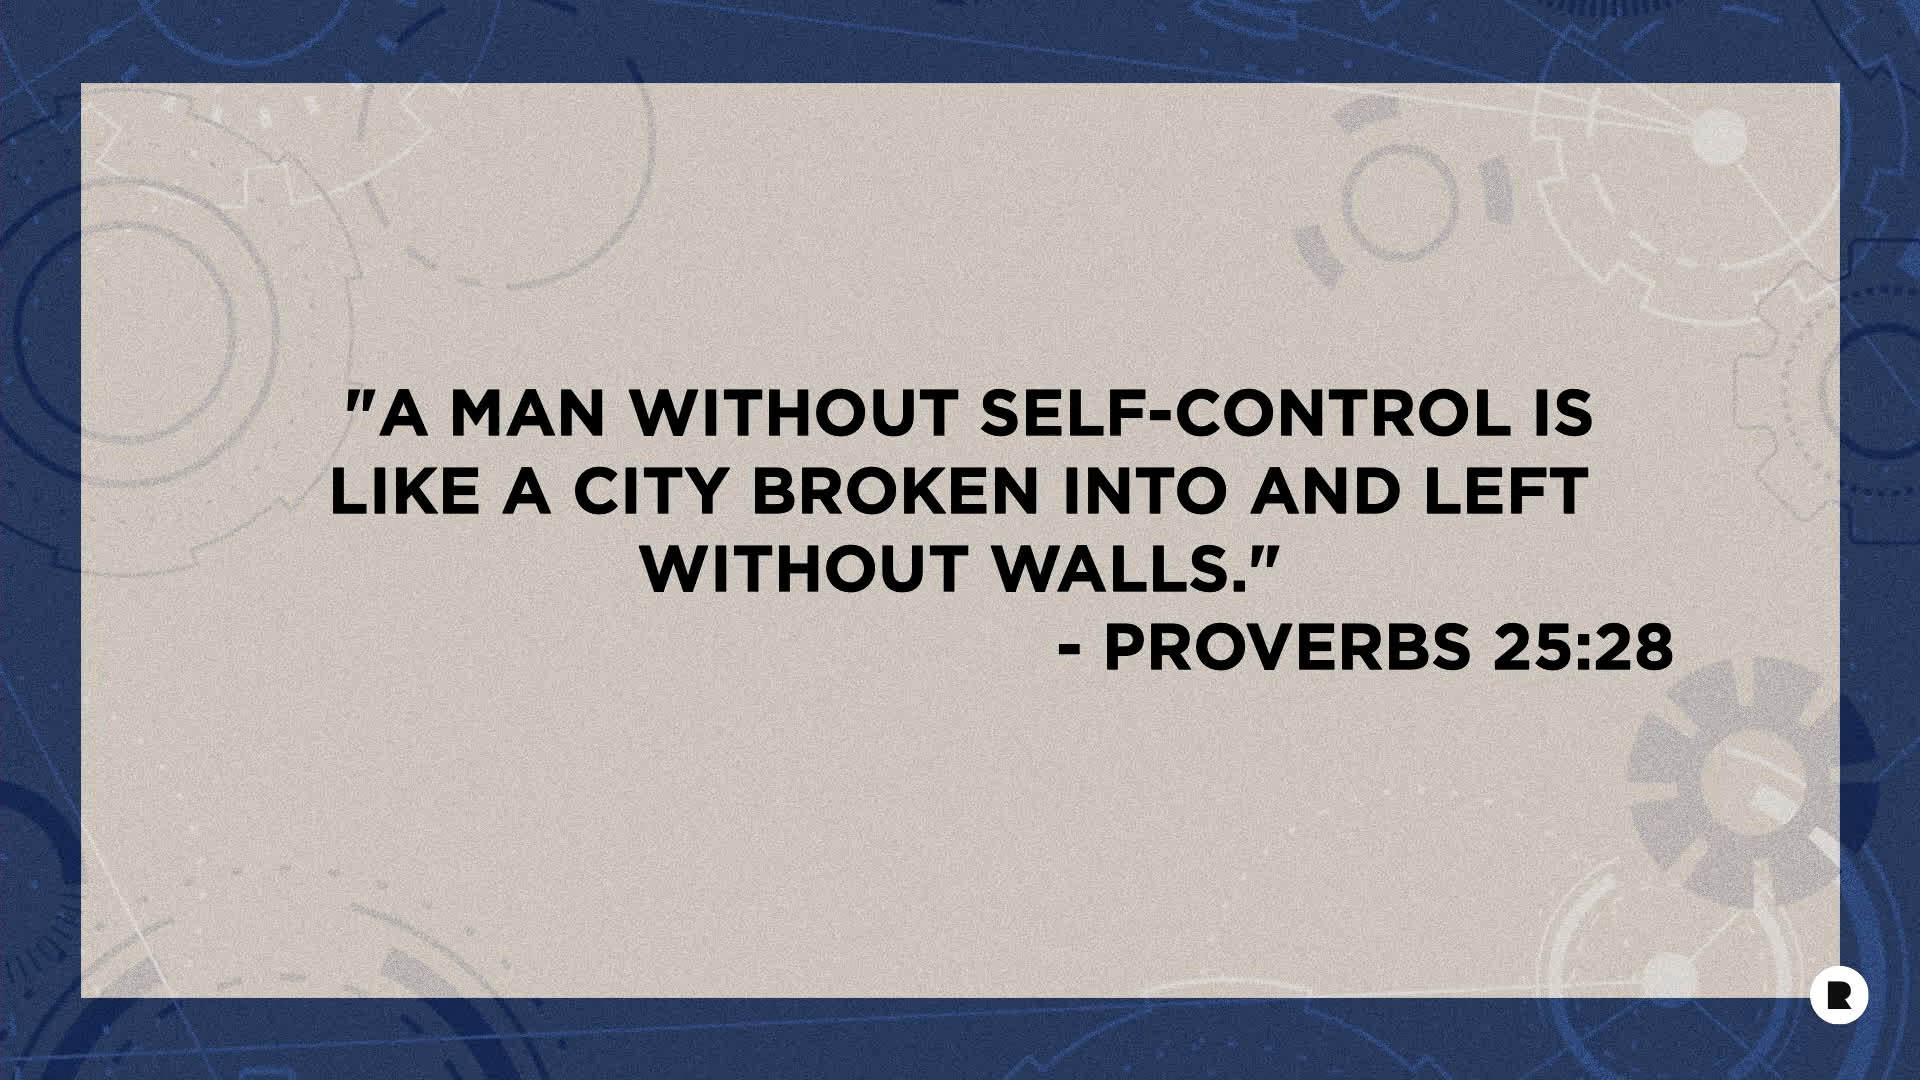 "A MAN WITHOUT SELF-CONTROL IS
LIKE A CITY BROKEN INTO AND LEFT
WITHOUT WALLS."
- PROVERBS 25:28
R